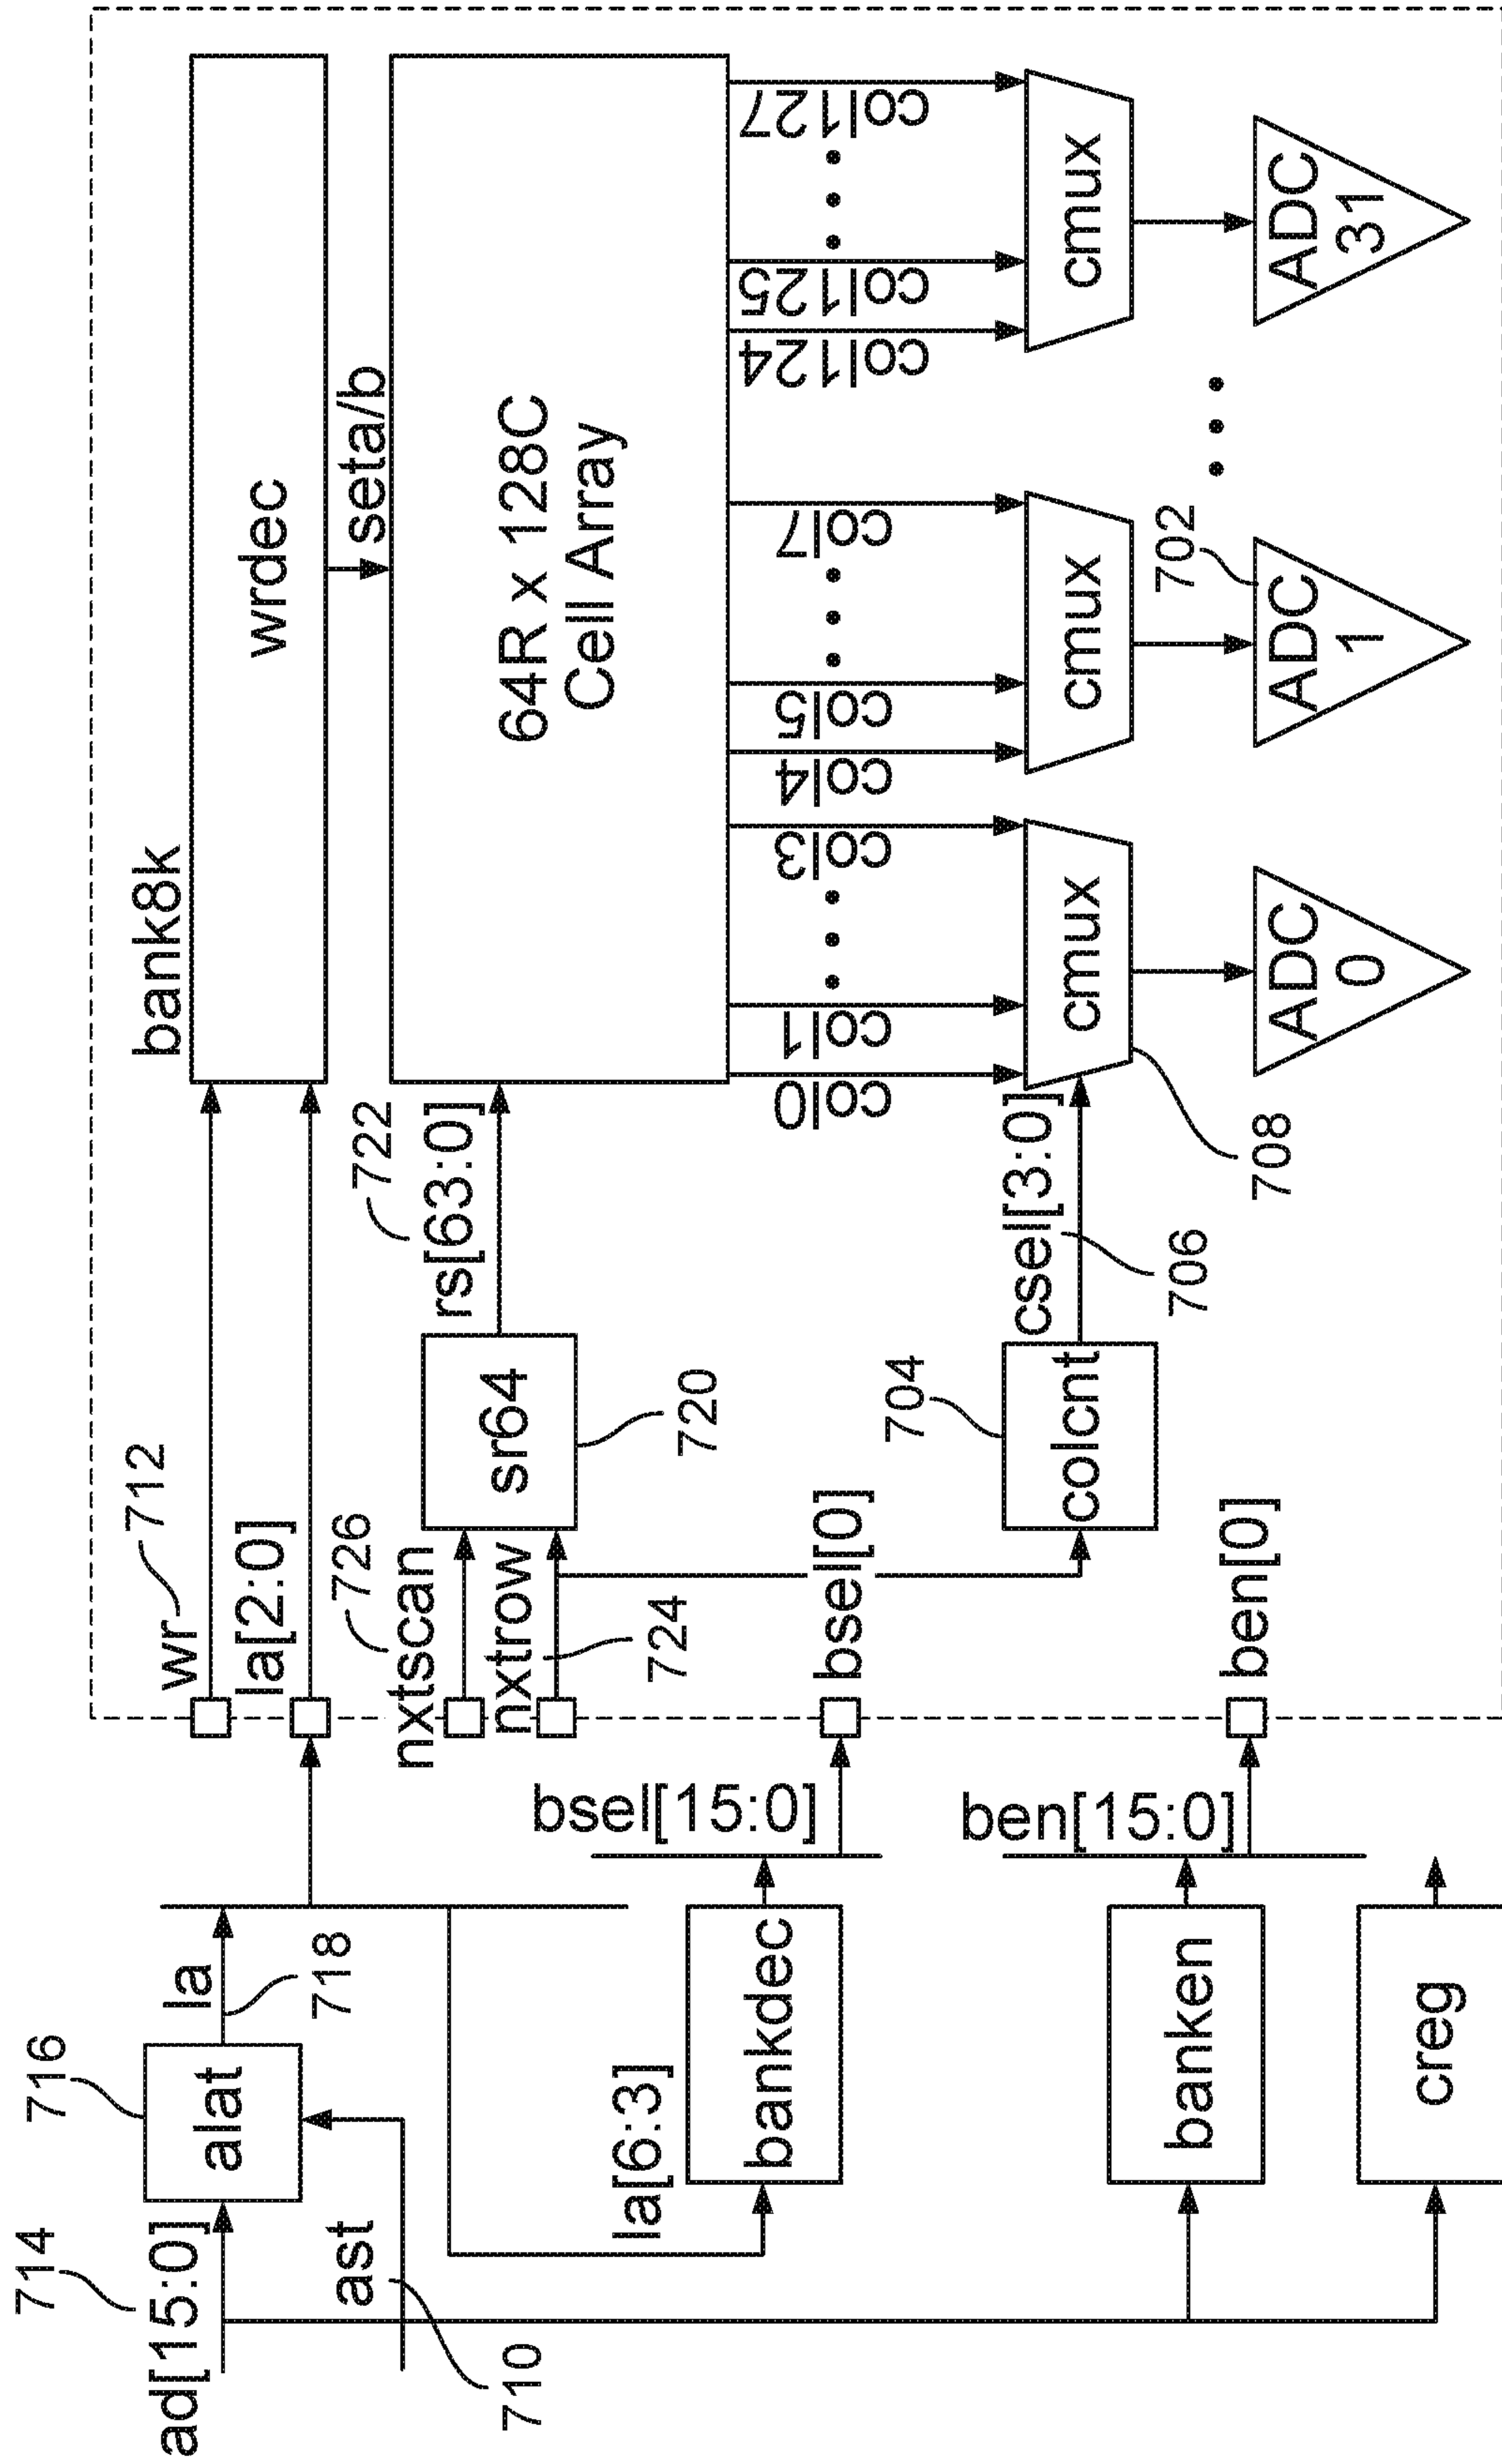 714
ad[15:0]
716
alat
la
718
ast
710
la[6:3]
bankdec
bsel[15:0]
banken
ben[15:0]
creg
bank8k
wr
712
la[2:0]
wrdec
seta/b
726
nxtscan
nxtrow
724
sr64
720
722
rs[63:0]
64R x 128C
Cell Array
bsel[0]
704
colcnt
csel[3:0]
706
ben[0]
col0
col1
col3
col4
col5
col7
col124
col125
col127
cmux
708
cmux
cmux
ADC
0
ADC
1
702
ADC
31